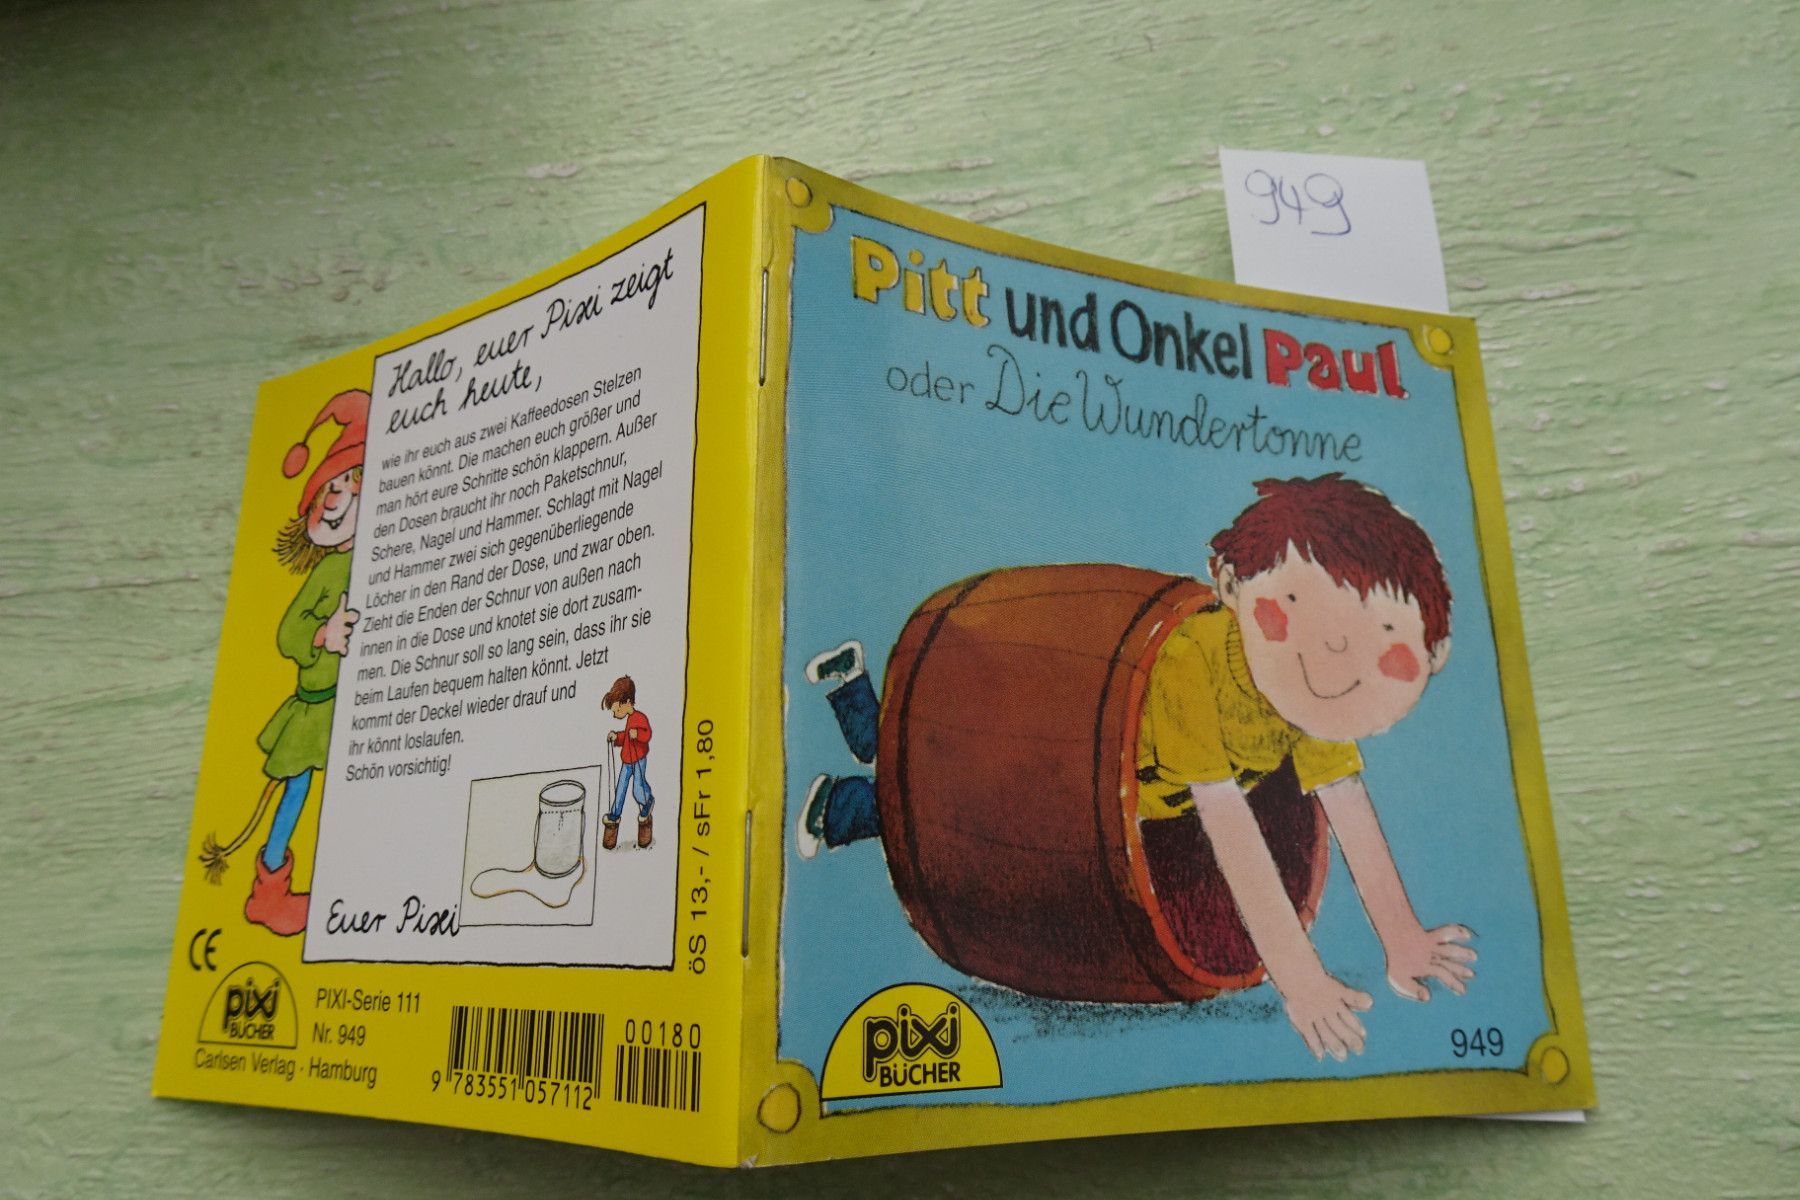 Hallo, euer Pixi zeigt
euch heute,
wie ihr euch aus zwei Kaffeedosen Stelzen
bauen könnt. Die machen euch größer und
man hört eure Schritte schön klappern. Außer
den Dosen braucht ihr noch Paketschnur,
Schere, Nagel und Hammer. Schlagt mit Nagel
und Hammer zwei sich gegenüberliegende
Löcher in den Rand der Dose, und zwar oben.
Zieht die Enden der Schnur von außen nach
innen in die Dose und knotet sie dort zusam-
men. Die Schnur soll so lang sein, dass ihr sie
beim Laufen bequem halten könnt. Jetzt
kommt der Deckel wieder drauf und
ihr könnt loslaufen.
Schön vorsichtig!
Euer Pixi
öS 13,- / sFr 1,80
CE
pixi
BÜCHER
PIXI-Serie 111
Nr. 949
Carlsen Verlag · Hamburg
9 783551 057112
00180
949
Pitt und Onkel Paul
oder Die Wundertonne
pixi
BÜCHER
949